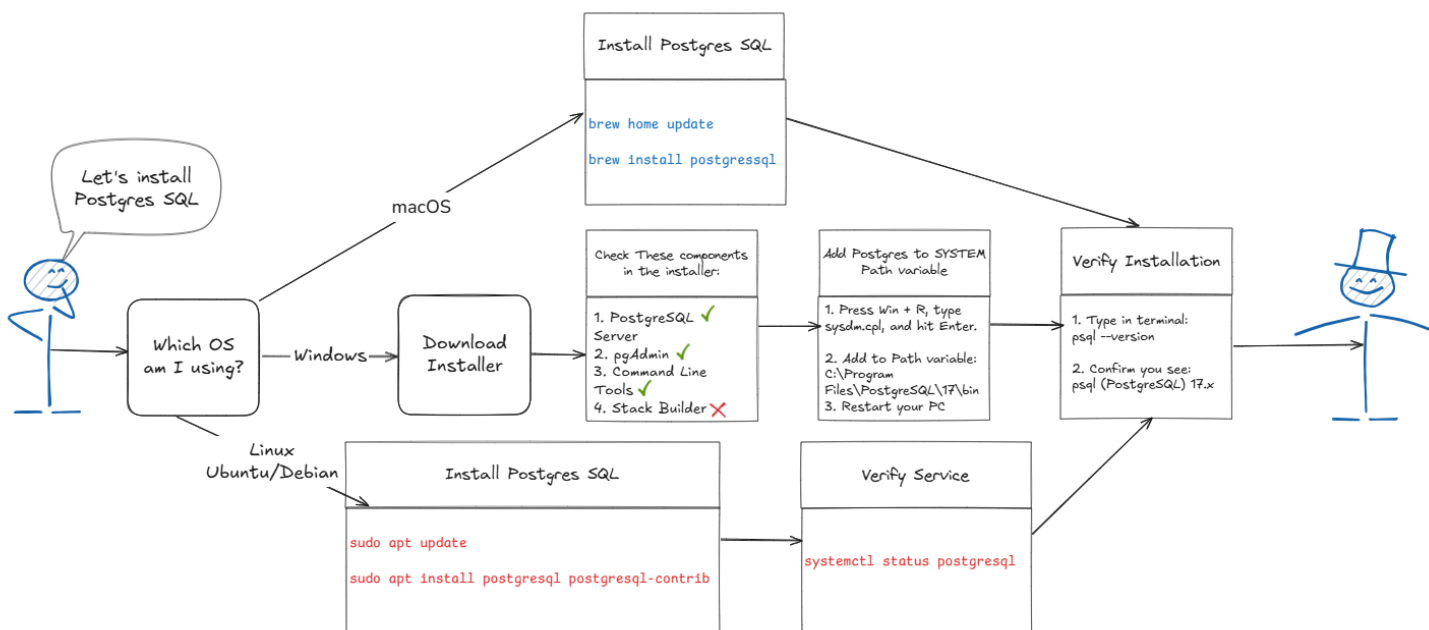 Let's install
Postgres SQL
Which OS
am I using?
macOS
Install Postgres SQL
brew home update
brew install postgressql
Windows
Download
Installer
Check These components
in the installer:
1. PostgreSQL
Server
2. pgAdmin
3. Command Line
Tools
4. Stack Builder
Add Postgres to SYSTEM
Path variable
1. Press Win + R, type
sysdm.cpl, and hit Enter.
2. Add to Path variable:
C:\Program
Files\PostgreSQL\17\bin
3. Restart your PC
Linux
Ubuntu/Debian
Install Postgres SQL
sudo apt update
sudo apt install postgresql postgresql-contrib
Verify Service
systemctl status postgresql
Verify Installation
1. Type in terminal:
psql --version
2. Confirm you see:
psql (PostgreSQL) 17.x